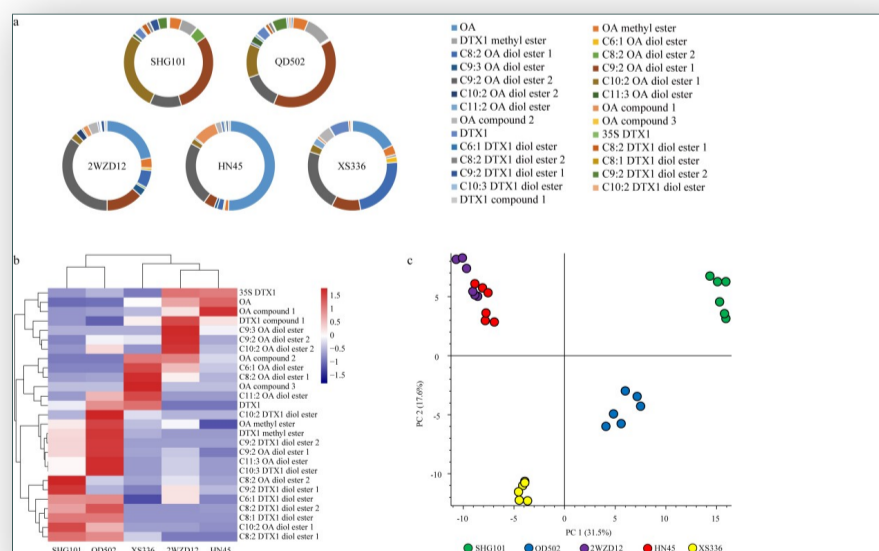 a
SHG101
QD502
2WZD12
HN45
XS336
OA
DTX1 methyl ester
C8:2 OA diol ester 1
C9:3 OA diol ester
C9:2 OA diol ester 2
C10:2 OA diol ester 2
C11:2 OA diol ester
OA compound 2
DTX1
C6:1 DTX1 diol ester
C8:2 DTX1 diol ester 2
C9:2 DTX1 diol ester 1
C10:3 DTX1 diol ester
DTX1 compound 1
OA methyl ester
C6:1 OA diol ester
C8:2 OA diol ester 2
C9:2 OA diol ester 1
C10:2 OA diol ester 1
C11:3 OA diol ester
OA compound 1
OA compound 3
35S DTX1
C8:2 DTX1 diol ester 1
C8:1 DTX1 diol ester
C9:2 DTX1 diol ester 2
C10:2 DTX1 diol ester
b
35S DTX1
OA
OA compound 1
DTX1 compound 1
C9:3 OA diol ester
C9:2 OA diol ester 2
C10:2 OA diol ester 2
OA compound 2
C6:1 OA diol ester
C8:2 OA diol ester 1
OA compound 3
C11:2 OA diol ester
DTX1
C10:2 DTX1 diol ester
OA methyl ester
DTX1 methyl ester
C9:2 DTX1 diol ester 2
C9:2 OA diol ester 1
C11:3 OA diol ester
C10:3 DTX1 diol ester
C8:2 OA diol ester 2
C9:2 DTX1 diol ester 1
C6:1 DTX1 diol ester
C8:2 DTX1 diol ester 2
C8:1 DTX1 diol ester
C10:2 OA diol ester 1
C8:2 DTX1 diol ester 1
SHG101 QD502 XS336 2WZD12 HN45
1.5
1
0.5
0
−0.5
−1
−1.5
c
5
0
-5
-10
PC 2 (17.6%)
-10 -5 0 5 10 15
PC 1 (31.5%)
SHG101 QD502 2WZD12 HN45 XS336